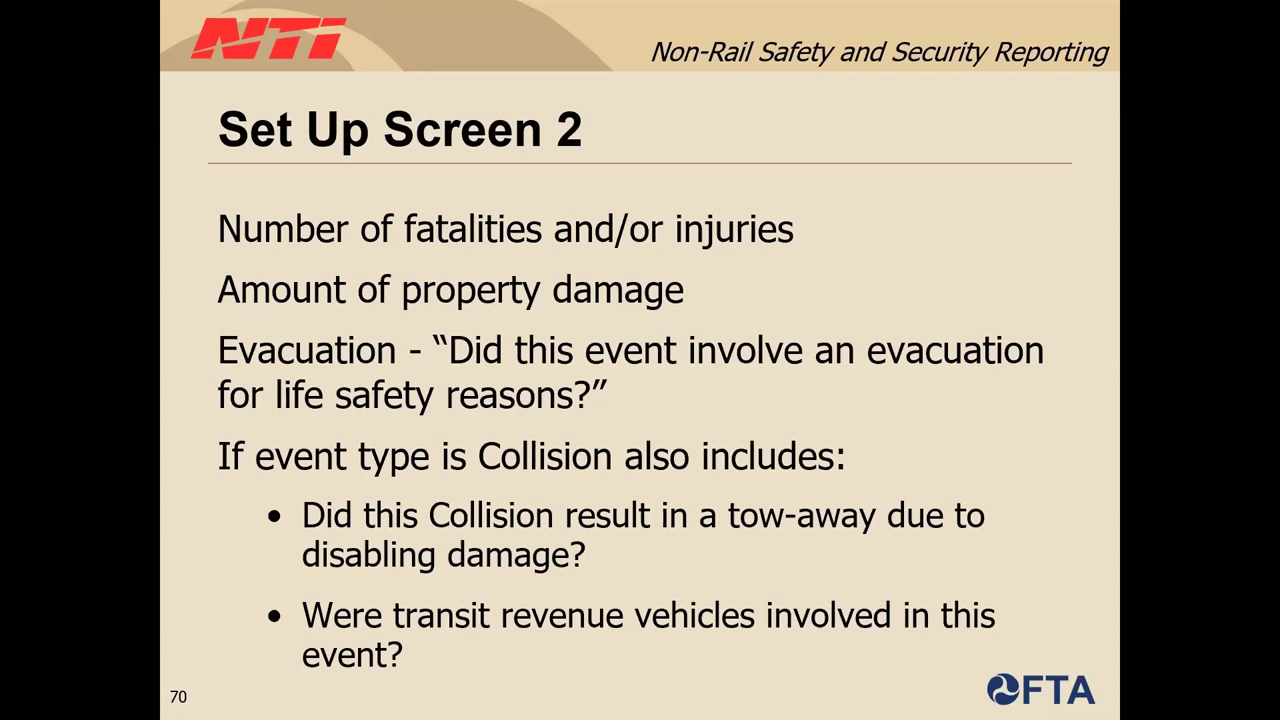 NTI
Non-Rail Safety and Security Reporting
Set Up Screen 2
Number of fatalities and/or injuries
Amount of property damage
Evacuation - “Did this event involve an evacuation
for life safety reasons?”
If event type is Collision also includes:
• Did this Collision result in a tow-away due to
disabling damage?
• Were transit revenue vehicles involved in this
event?
70
FTA